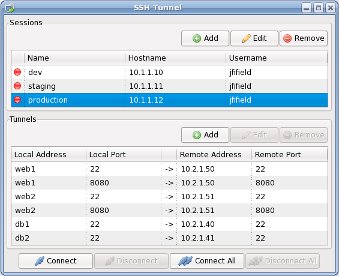 SSH Tunnel
Sessions
Add Edit Remove
Name Hostname Username
dev 10.1.1.10 jfifield
staging 10.1.1.11 jfifield
production 10.1.1.12 jfifield
Tunnels
Add Edit Remove
Local Address Local Port Remote Address Remote Port
web1 22 -> 10.2.1.50 22
web1 8080 -> 10.2.1.50 8080
web2 22 -> 10.2.1.51 22
web2 8080 -> 10.2.1.51 8080
db1 22 -> 10.2.1.40 22
db2 22 -> 10.2.1.41 22
Connect Disconnect Connect All Disconnect All